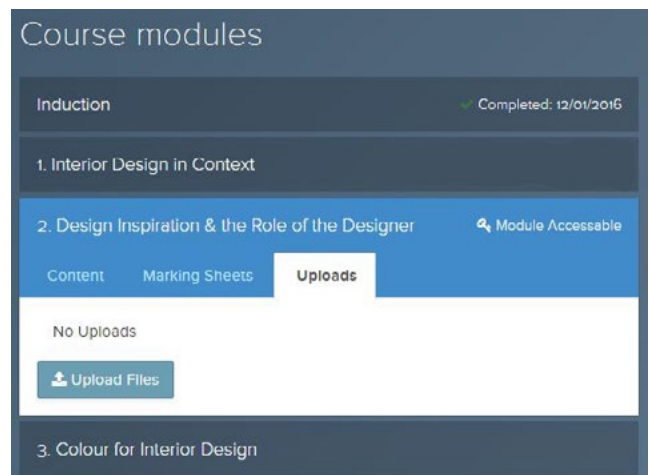 Course modules
Induction
Completed: 12/01/2016
1. Interior Design in Context
2. Design Inspiration & the Role of the Designer
Module Accessable
Content Marking Sheets Uploads
No Uploads
Upload Files
3. Colour for Interior Design